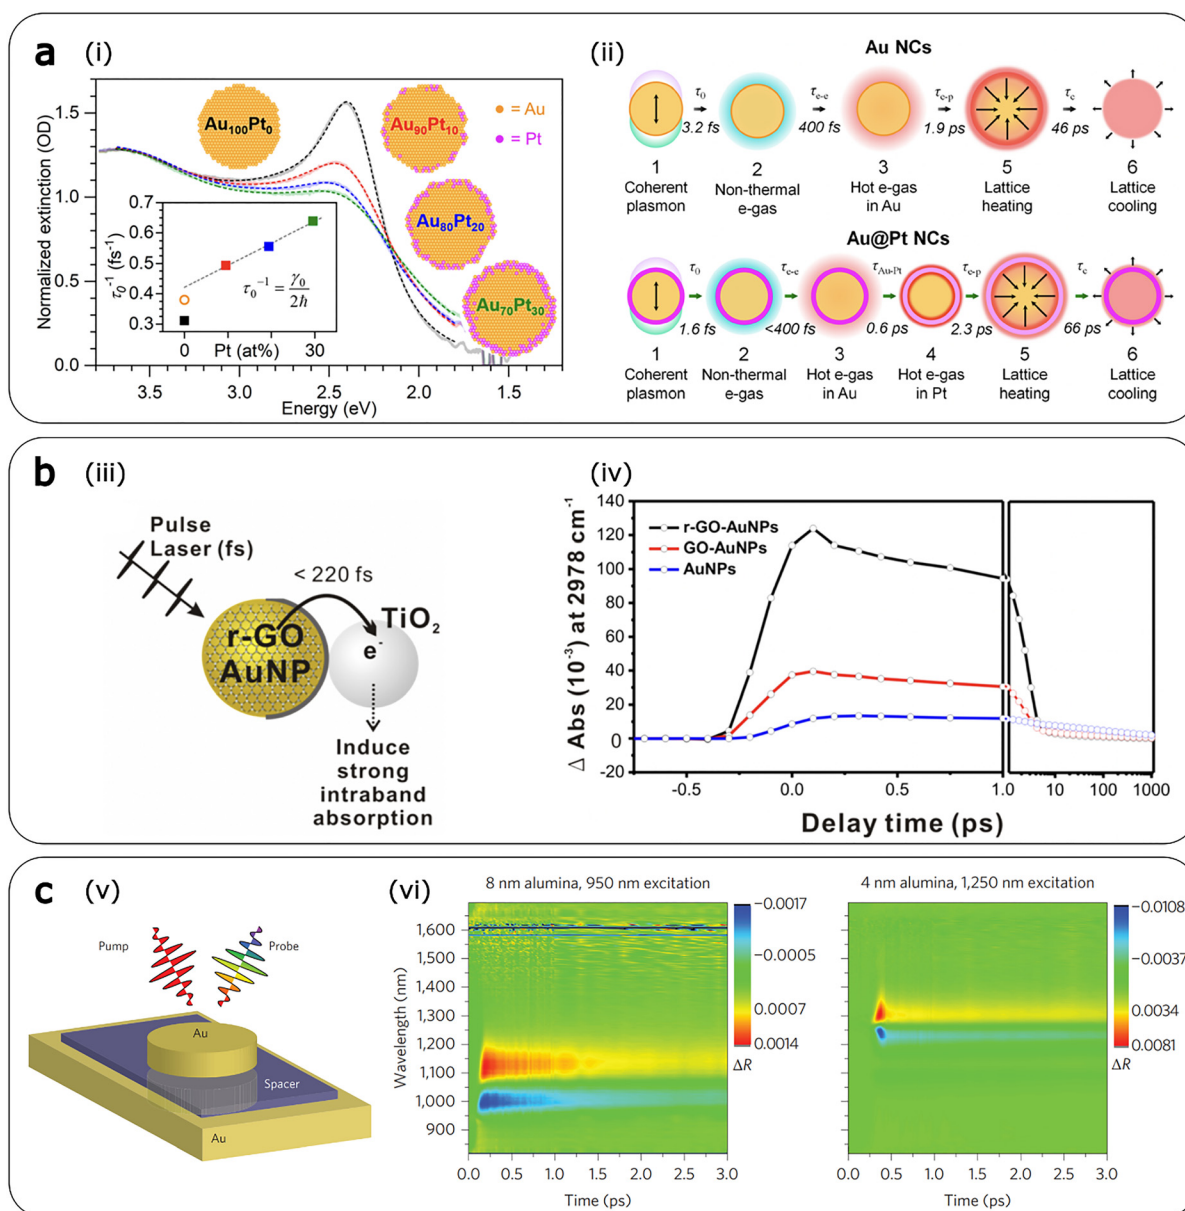 a (i)
1.5
1.0
0.5
0.0
Normalized extinction (OD)
Au100Pt0
Au90Pt10
Au80Pt20
Au70Pt30
= Au
= Pt
0.7
0.6
0.5
0.4
0.3
τ0-1 (fs-1)
τ0-1 = γ0/2ħ
0 Pt (at%) 30
3.5 3.0 2.5 2.0 1.5
Energy (eV)
(ii)
Au NCs
τ0 τe-e τe-p τc
3.2 fs 400 fs 1.9 ps 46 ps
1 2 3 5 6
Coherent plasmon
Non-thermal e-gas
Hot e-gas in Au
Lattice heating
Lattice cooling
Au@Pt NCs
τ0 τe-e τAu-Pt τe-p τc
1.6 fs <400 fs 0.6 ps 2.3 ps 66 ps
1 2 3 4 5 6
Coherent plasmon
Non-thermal e-gas
Hot e-gas in Au
Hot e-gas in Pt
Lattice heating
Lattice cooling
b (iii)
Pulse
Laser (fs)
< 220 fs
r-GO
AuNP
TiO2
e-
Induce
strong
intraband
absorption
(iv)
140
120
100
80
60
40
20
0
-20
Δ Abs (10-3) at 2978 cm-1
r-GO-AuNPs
GO-AuNPs
AuNPs
-0.5 0.0 0.5 1.0 10 100 1000
Delay time (ps)
c (v)
Pump
Probe
Au
Spacer
Au
(vi)
8 nm alumina, 950 nm excitation
1,600
1,500
1,400
1,300
1,200
1,100
1,000
900
Wavelength (nm)
0.0 0.5 1.0 1.5 2.0 2.5 3.0
Time (ps)
−0.0017
−0.0005
0.0007
0.0014
ΔR
4 nm alumina, 1,250 nm excitation
0.0 0.5 1.0 1.5 2.0 2.5 3.0
Time (ps)
−0.0108
−0.0037
0.0034
0.0081
ΔR